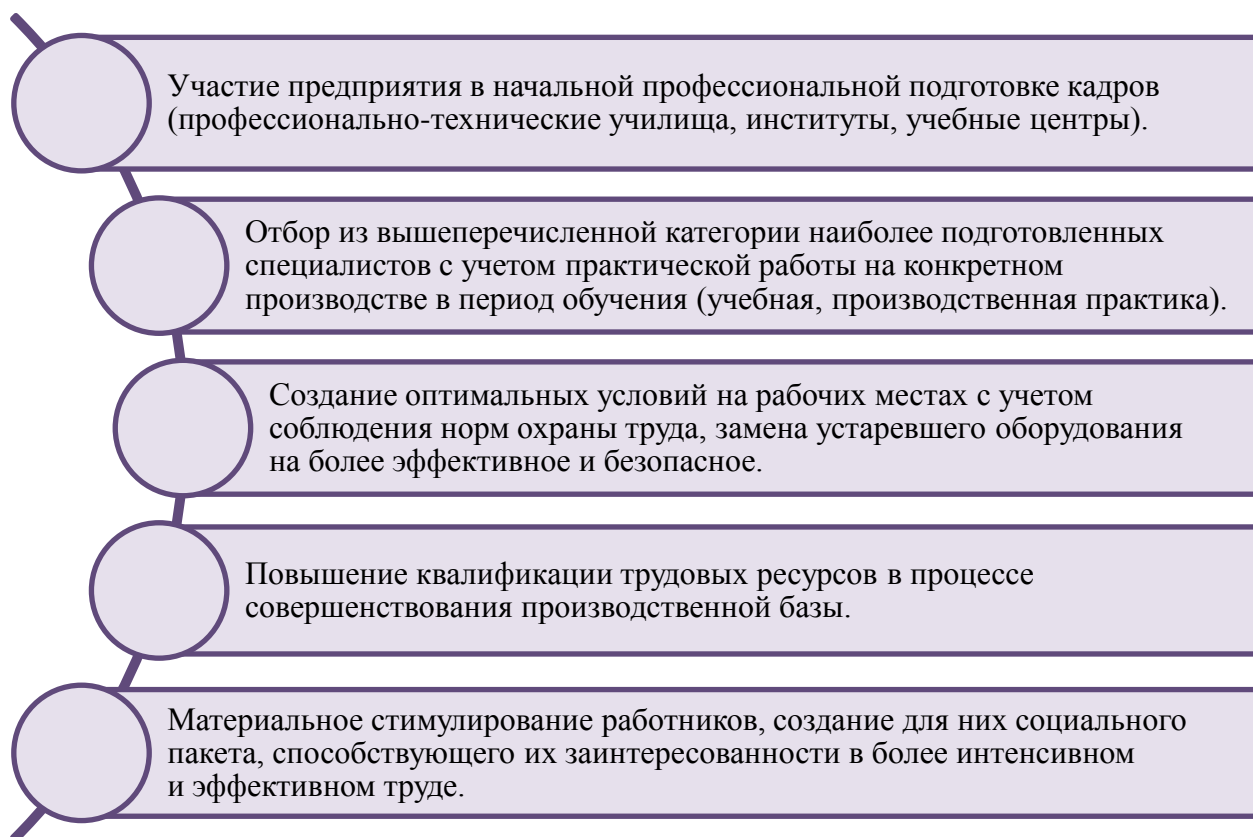 Участие предприятия в начальной профессиональной подготовке кадров
(профессионально-технические училища, институты, учебные центры).
Отбор из вышеперечисленной категории наиболее подготовленных
специалистов с учетом практической работы на конкретном
производстве в период обучения (учебная, производственная практика).
Создание оптимальных условий на рабочих местах с учетом
соблюдения норм охраны труда, замена устаревшего оборудования
на более эффективное и безопасное.
Повышение квалификации трудовых ресурсов в процессе
совершенствования производственной базы.
Материальное стимулирование работников, создание для них социального
пакета, способствующего их заинтересованности в более интенсивном
и эффективном труде.